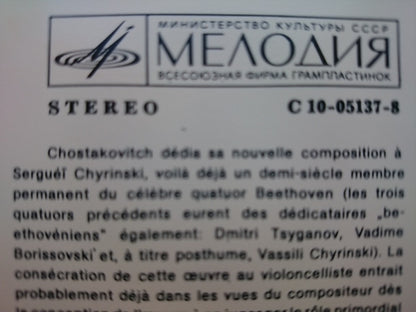 МИНИСТЕРСТВО КУЛЬТУРЫ СССР
МЕЛОДИЯ
ВСЕСОЮЗНАЯ ФИРМА ГРАМПЛАСТИНОК
STEREO C 10-05137-8
Chostakovitch dédia sa nouvelle composition à
Serguéï Chyrinski, voilà déjà un demi-siècle membre
permanent du célèbre quatuor Beethoven (les trois
quatuors précédents eurent des dédicataires „be-
ethovéniens" également: Dmitri Tsyganov, Vadime
Borissovski et, à titre posthume, Vassili Chyrinski). La
consécration de cette œuvre au violoncelliste entrait
probablement déjà dans les vues du compositeur dès
rôle primordial